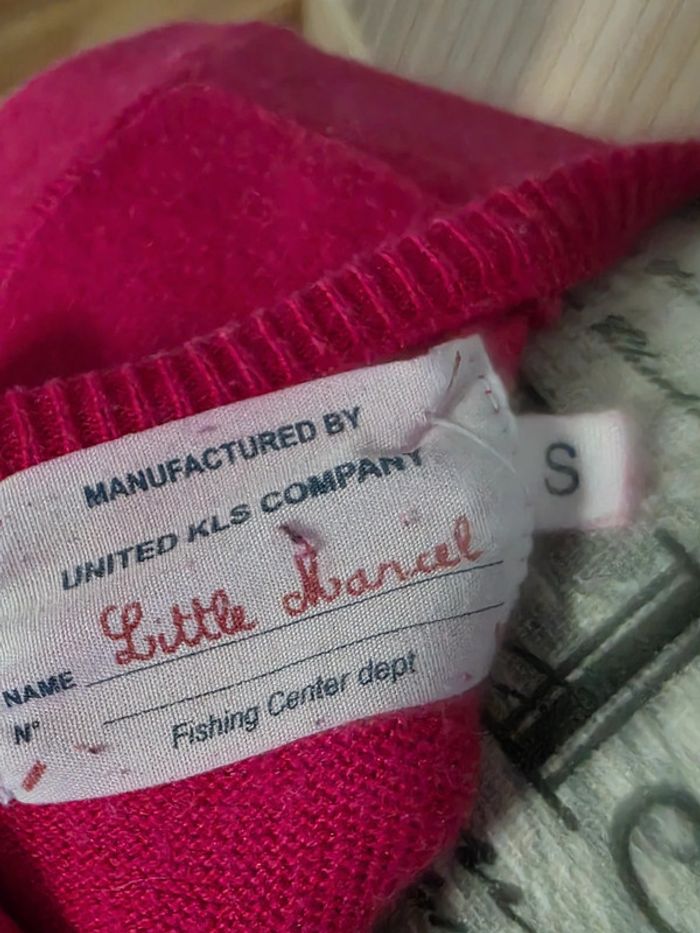 MANUFACTURED BY
UNITED KLS COMPANY
S
Little Marcel
NAME
N°
Fishing Center dept